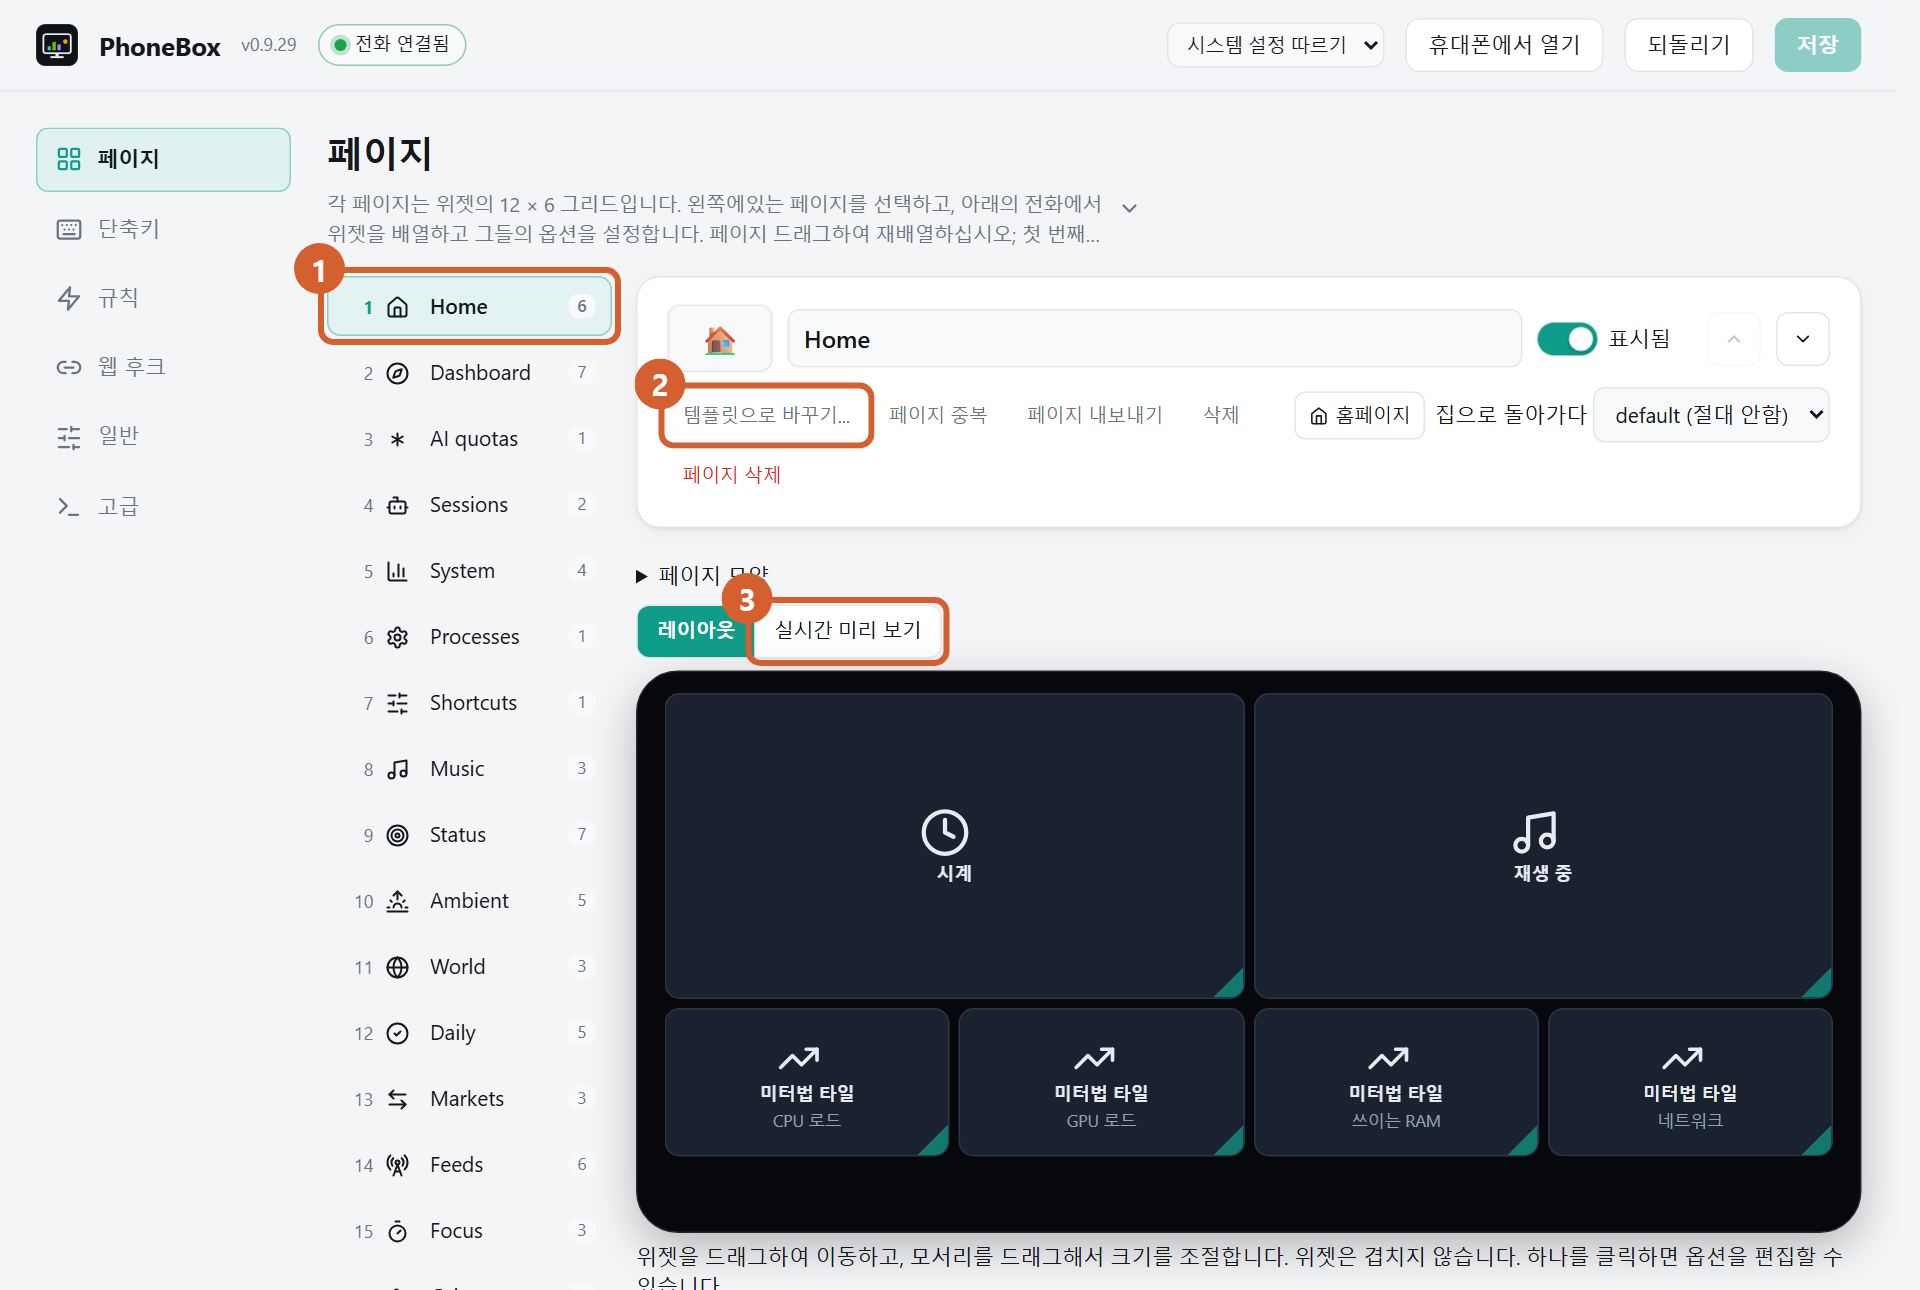 PhoneBox v0.9.29 전화 연결됨 시스템 설정 따르기 휴대폰에서 열기 되돌리기 저장
페이지
단축키
규칙
웹 후크
일반
고급
페이지
각 페이지는 위젯의 12 × 6 그리드입니다. 왼쪽에있는 페이지를 선택하고, 아래의 전화에서
위젯을 배열하고 그들의 옵션을 설정합니다. 페이지 드래그하여 재배열하십시오; 첫 번째...
1
1 Home 6
2 Dashboard 7
3 AI quotas 1
4 Sessions 2
5 System 4
6 Processes 1
7 Shortcuts 1
8 Music 3
9 Status 7
10 Ambient 5
11 World 3
12 Daily 5
13 Markets 3
14 Feeds 6
15 Focus 3
Home 표시됨
2
템플릿으로 바꾸기... 페이지 중복 페이지 내보내기 삭제 홈페이지 집으로 돌아가다 default (절대 안함)
페이지 삭제
페이지
3
레이아웃 실시간 미리 보기
시계
재생 중
미터법 타일
CPU 로드
미터법 타일
GPU 로드
미터법 타일
쓰이는 RAM
미터법 타일
네트워크
위젯을 드래그하여 이동하고, 모서리를 드래그해서 크기를 조절합니다. 위젯은 겹치지 않습니다. 하나를 클릭하면 옵션을 편집할 수
있습니다